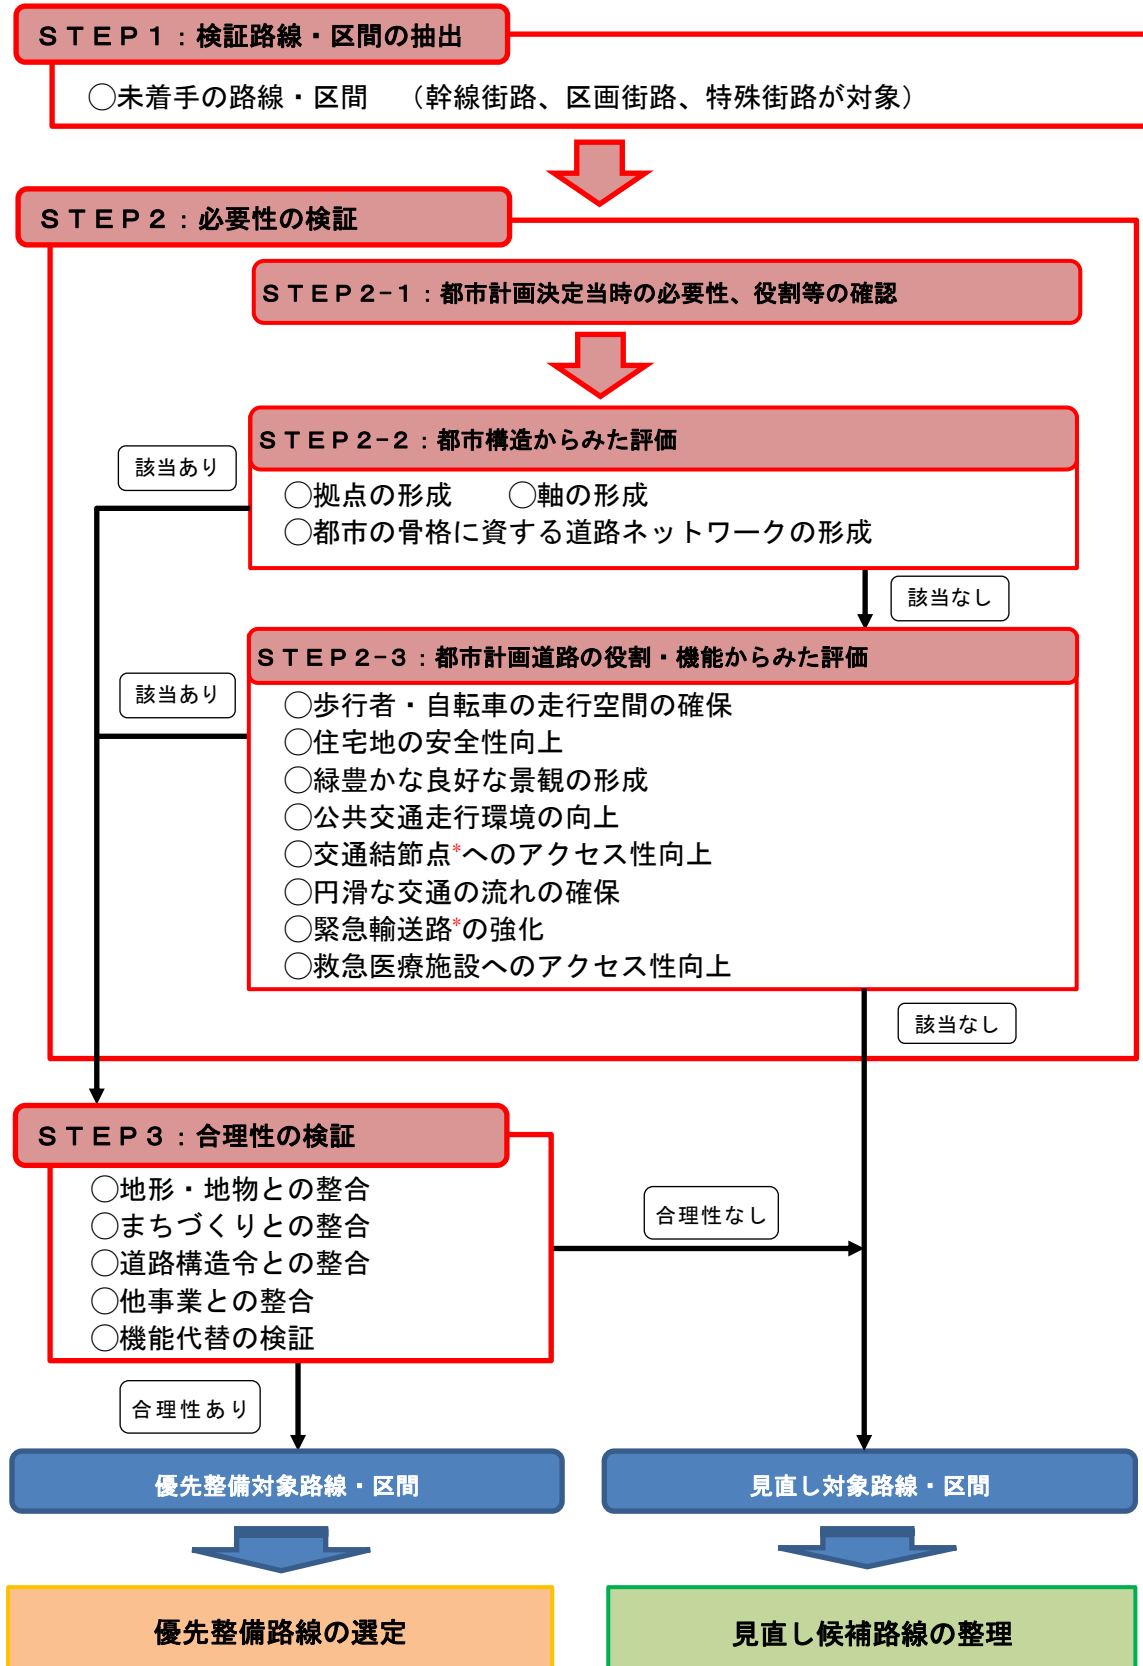 ＳＴＥＰ１：検証路線・区間の抽出
○未着手の路線・区間　（幹線街路、区画街路、特殊街路が対象）
ＳＴＥＰ２：必要性の検証
ＳＴＥＰ２-１：都市計画決定当時の必要性、役割等の確認
ＳＴＥＰ２-２：都市構造からみた評価
該当あり
○拠点の形成　　○軸の形成
○都市の骨格に資する道路ネットワークの形成
該当なし
ＳＴＥＰ２-３：都市計画道路の役割・機能からみた評価
該当あり
○歩行者・自転車の走行空間の確保
○住宅地の安全性向上
○緑豊かな良好な景観の形成
○公共交通走行環境の向上
○交通結節点*へのアクセス性向上
○円滑な交通の流れの確保
○緊急輸送路*の強化
○救急医療施設へのアクセス性向上
該当なし
ＳＴＥＰ３：合理性の検証
○地形・地物との整合
○まちづくりとの整合
○道路構造令との整合
○他事業との整合
○機能代替の検証
合理性なし
合理性あり
優先整備対象路線・区間
見直し対象路線・区間
優先整備路線の選定
見直し候補路線の整理